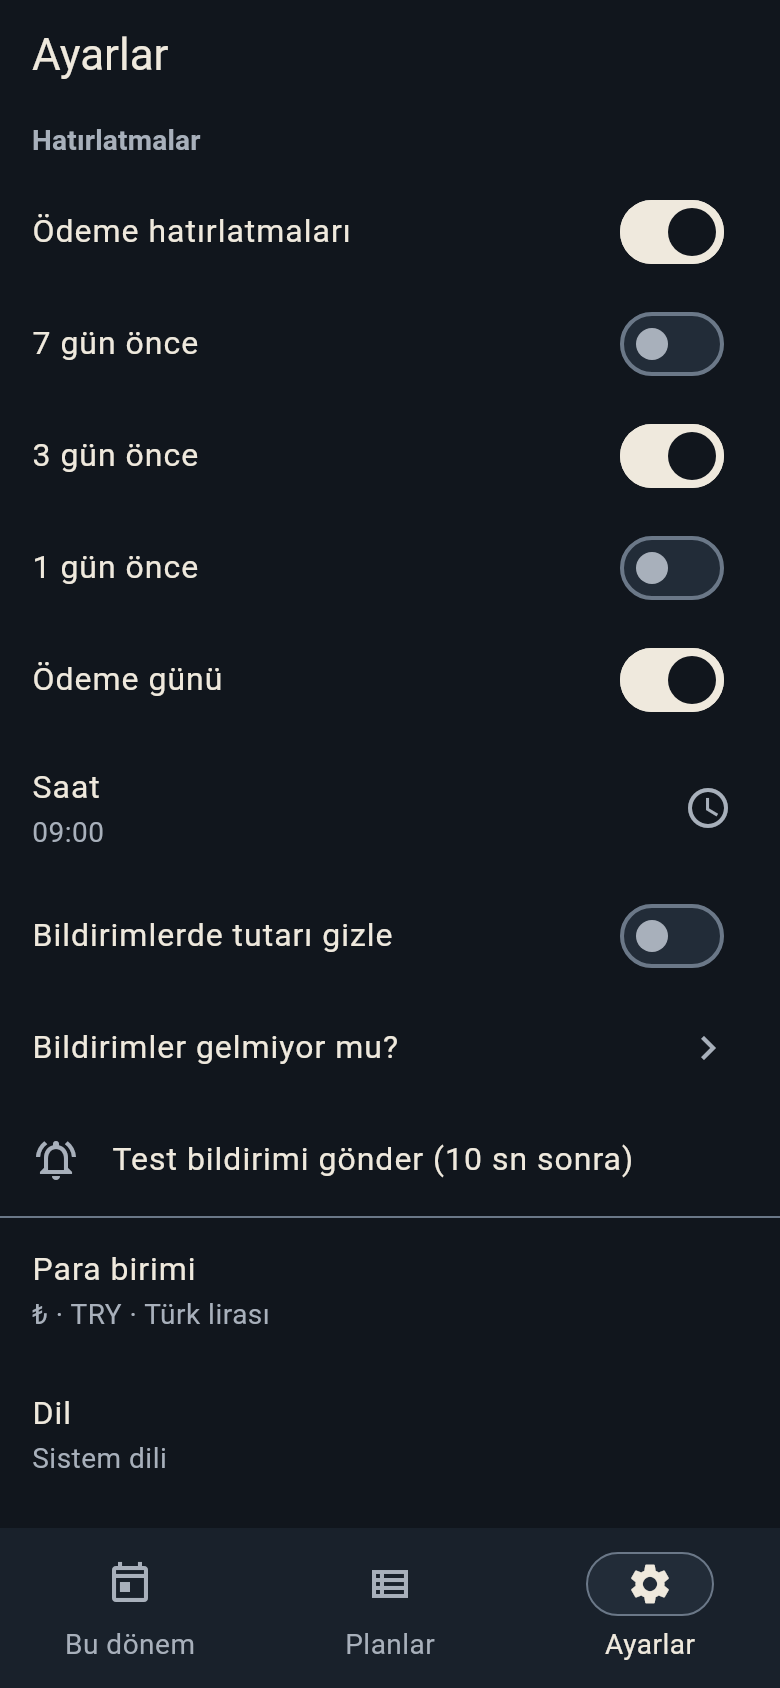 Ayarlar
Hatırlatmalar
Ödeme hatırlatmaları
7 gün önce
3 gün önce
1 gün önce
Ödeme günü
Saat
09:00
Bildirimlerde tutarı gizle
Bildirimler gelmiyor mu?
Test bildirimi gönder (10 sn sonra)
Para birimi
₺ · TRY · Türk lirası
Dil
Sistem dili
Bu dönem
Planlar
Ayarlar